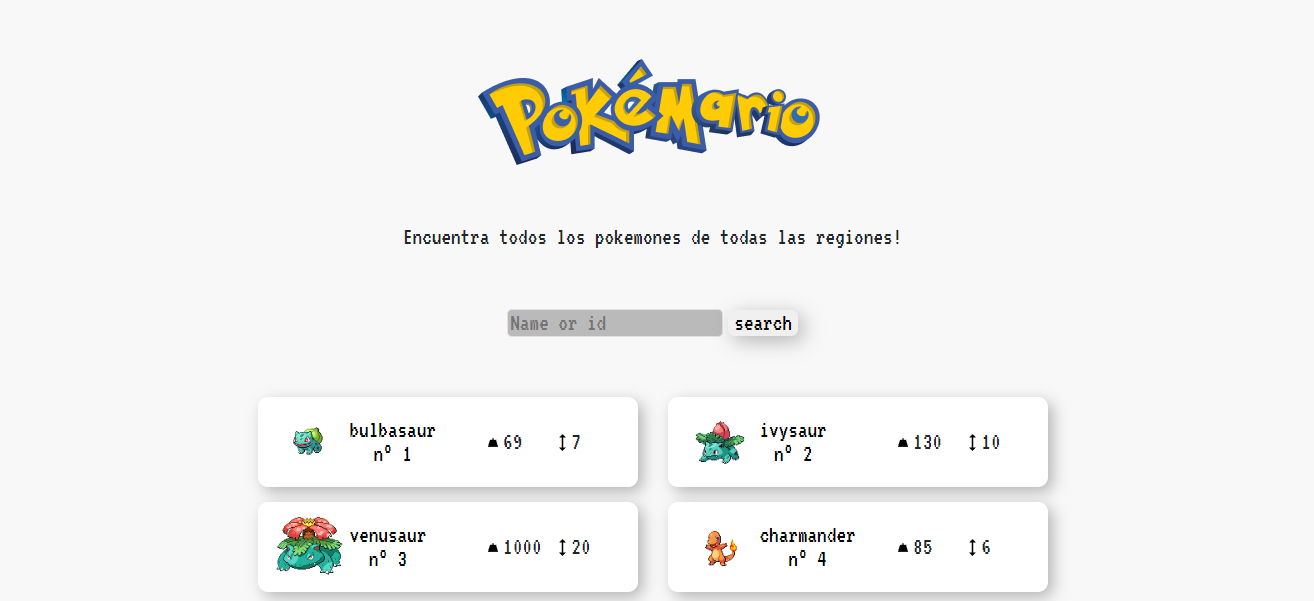 PokéMario
Encuentra todos los pokemones de todas las regiones!
Name or id search
bulbasaur
nº 1
69 7
ivysaur
nº 2
130 10
venusaur
nº 3
1000 20
charmander
nº 4
85 6